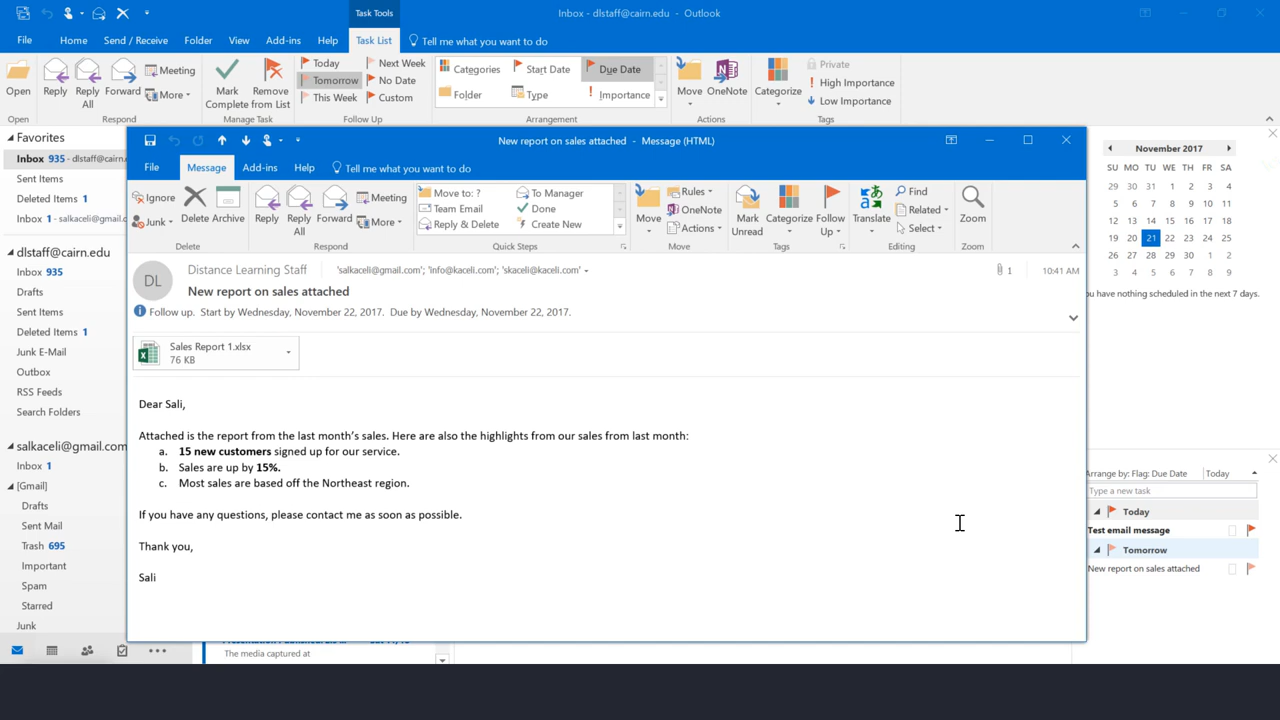 Task Tools
Inbox - dlstaff@cairn.edu - Outlook
File Home Send / Receive Folder View Add-ins Help Task List Tell me what you want to do
Open
Reply
Reply All
Forward
Meeting
More
Respond
Mark Complete
Remove from List
Manage Task
Today
Tomorrow
This Week
Next Week
No Date
Custom
Follow Up
Categories
Start Date
Due Date
Folder
Type
Importance
Arrangement
Move
OneNote
Actions
Categorize
Private
High Importance
Low Importance
Tags
Favorites
Inbox 935 - dlstaff@cairn.
Sent Items
Deleted Items 1
Inbox 1 - salkaceli@gmail.c
dlstaff@cairn.edu
Inbox 935
Drafts
Sent Items
Deleted Items 1
Junk E-Mail
Outbox
RSS Feeds
Search Folders
salkaceli@gmail.com
Inbox 1
[Gmail]
Drafts
Sent Mail
Trash 695
Important
Spam
Starred
Junk
New report on sales attached - Message (HTML)
File Message Add-ins Help Tell me what you want to do
Ignore
Junk
Delete
Archive
Delete
Reply
Reply All
Forward
Meeting
More
Respond
Move to: ?
Team Email
Reply & Delete
To Manager
Done
Create New
Quick Steps
Move
Rules
OneNote
Actions
Move
Mark Unread
Categorize
Follow Up
Tags
Translate
Find
Related
Select
Editing
Zoom
Zoom
DL
Distance Learning Staff
'salkaceli@gmail.com'; 'info@kaceli.com'; 'skaceli@kaceli.com'
1
10:41 AM
New report on sales attached
Follow up. Start by Wednesday, November 22, 2017. Due by Wednesday, November 22, 2017.
Sales Report 1.xlsx
76 KB
Dear Sali,
Attached is the report from the last month's sales. Here are also the highlights from our sales from last month:
a. 15 new customers signed up for our service.
b. Sales are up by 15%.
c. Most sales are based off the Northeast region.
If you have any questions, please contact me as soon as possible.
Thank you,
Sali
The media captured at
November 2017
SU MO TU WE TH FR SA
29 30 31 1 2 3 4
5 6 7 8 9 10 11
12 13 14 15 16 17 18
19 20 21 22 23 24 25
26 27 28 29 30 1 2
3 4 5 6 7 8 9
ou have nothing scheduled in the next 7 days.
Arrange by: Flag: Due Date Today
Type a new task
Today
Test email message
Tomorrow
New report on sales attached